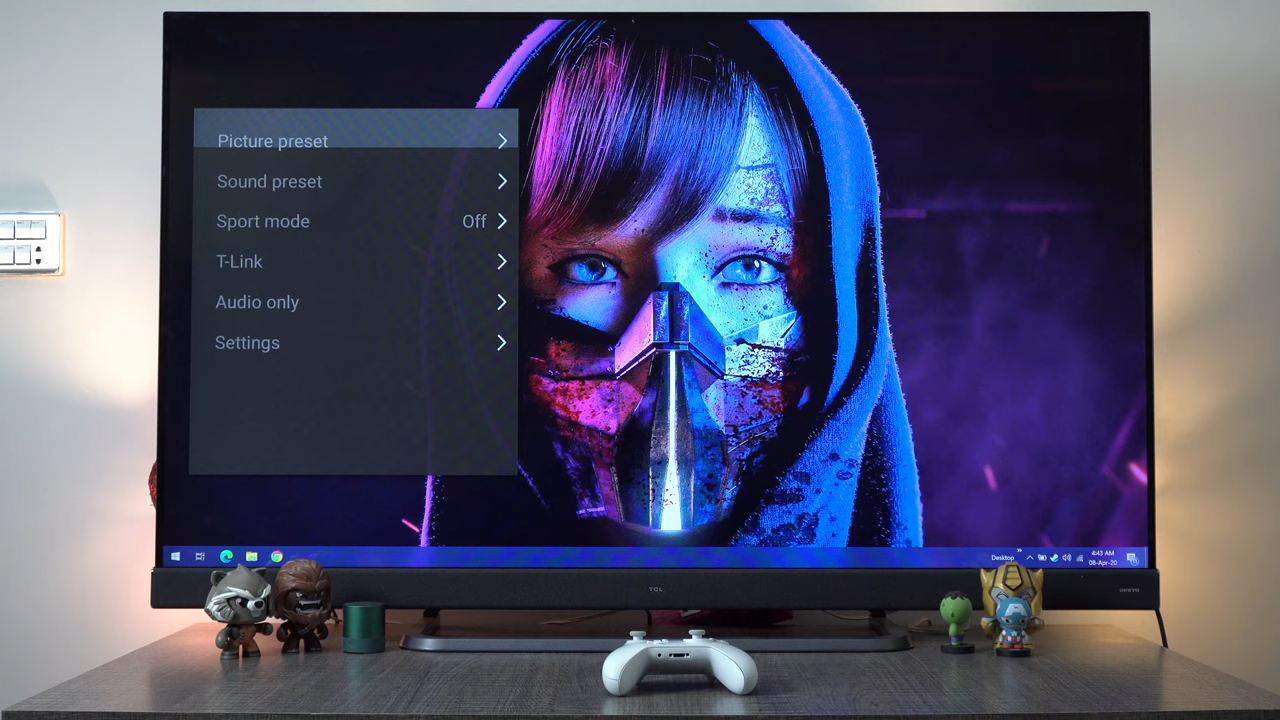 Picture preset
Sound preset
Sport mode Off
T-Link
Audio only
Settings
Desktop
4:43 AM
08-Apr-20
TCL
ONKYO